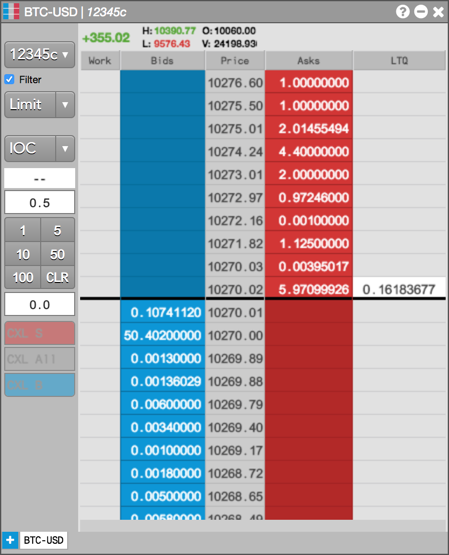 BTC-USD | 12345c
+355.02 H: 10390.77 O: 10060.00
L: 9576.43 V: 24198.930
Work Bids Price Asks LTQ
12345c
Filter
Limit
IOC
--
0.5
1 5
10 50
100 CLR
0.0
CXL S
CXL All
10276.60 1.00000000
10275.50 1.00000000
10275.01 2.01455494
10274.24 4.40000000
10273.01 2.00000000
10272.97 0.97246000
10272.16 0.00100000
10271.82 1.12500000
10270.03 0.00395017
10270.02 5.97099926 0.16183677
0.10741120 10270.01
50.40200000 10270.00
0.00130000 10269.89
0.00136029 10269.88
0.00600000 10269.79
0.00340000 10269.40
0.00100000 10269.17
0.00180000 10268.72
0.00500000 10268.65
0.00580000 10268.49
BTC-USD